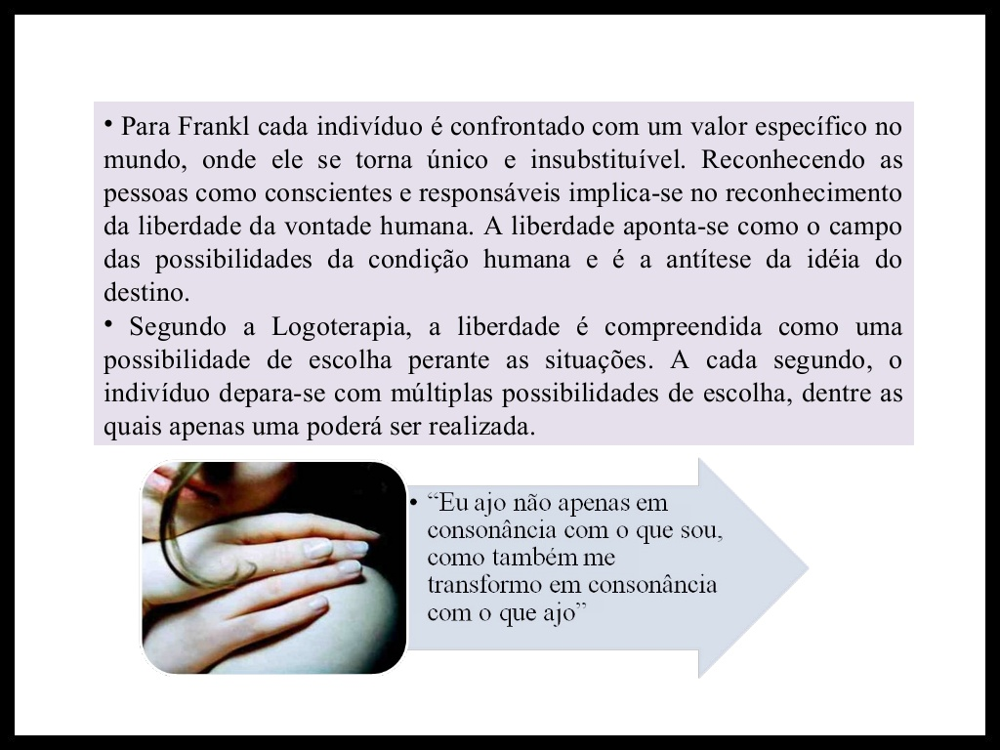 • Para Frankl cada indivíduo é confrontado com um valor específico no
mundo, onde ele se torna único e insubstituível. Reconhecendo as
pessoas como conscientes e responsáveis implica-se no reconhecimento
da liberdade da vontade humana. A liberdade aponta-se como o campo
das possibilidades da condição humana e é a antítese da idéia do
destino.
• Segundo a Logoterapia, a liberdade é compreendida como uma
possibilidade de escolha perante as situações. A cada segundo, o
indivíduo depara-se com múltiplas possibilidades de escolha, dentre as
quais apenas uma poderá ser realizada.
• “Eu ajo não apenas em
consonância com o que sou,
como também me
transformo em consonância
com o que ajo”